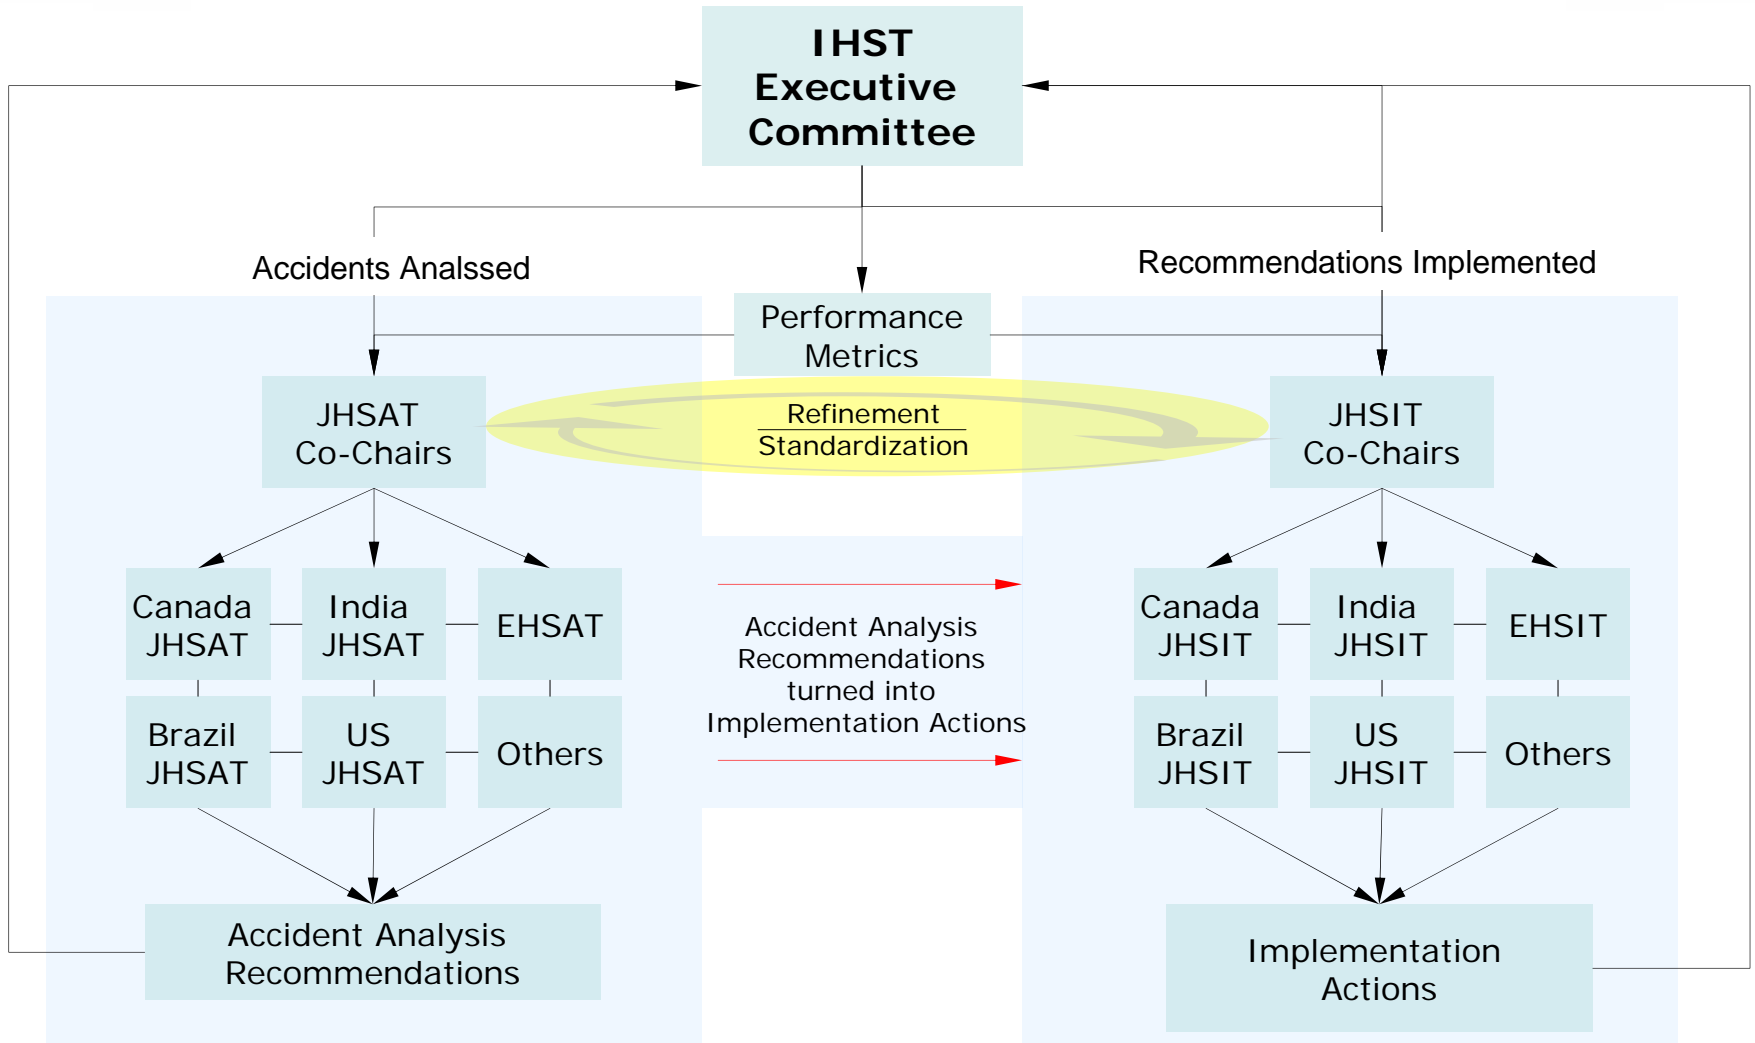 IHST
Executive
Committee
Accidents Analssed
Recommendations Implemented
Performance
Metrics
JHSAT
Co-Chairs
Refinement
Standardization
JHSIT
Co-Chairs
Canada
JHSAT
India
JHSAT
EHSAT
Brazil
JHSAT
US
JHSAT
Others
Accident Analysis
Recommendations
turned into
Implementation Actions
Canada
JHSIT
India
JHSIT
EHSIT
Brazil
JHSIT
US
JHSIT
Others
Accident Analysis
Recommendations
Implementation
Actions